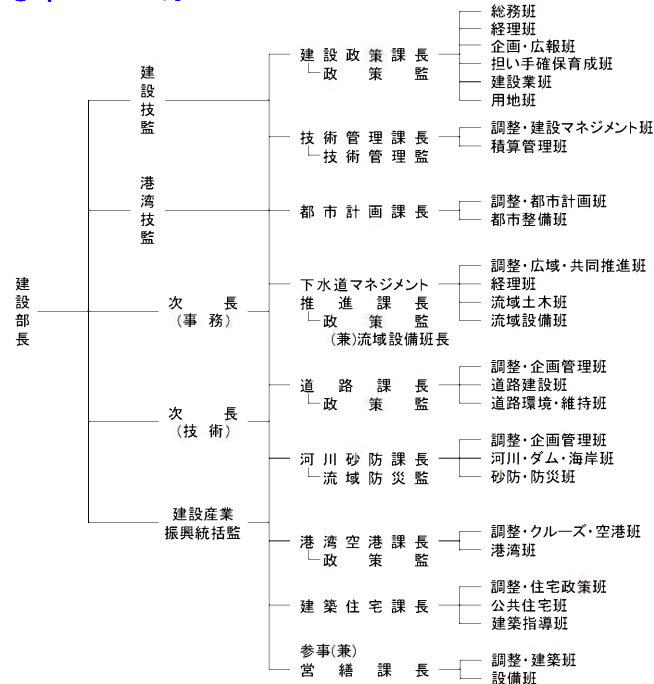 建設部長
建設技監
港湾技監
次長
(事務)
次長
(技術)
建設産業
振興統括監
建設政策課長
政策監
総務班
経理班
企画・広報班
担い手確保育成班
建設業班
用地班
技術管理課長
技術管理監
調整・建設マネジメント班
積算管理班
都市計画課長
調整・都市計画班
都市整備班
下水道マネジメント
推進課長
政策監
(兼)流域設備班長
調整・広域・共同推進班
経理班
流域土木班
流域設備班
道路課長
政策監
調整・企画管理班
道路建設班
道路環境・維持班
河川砂防課長
流域防災監
調整・企画管理班
河川・ダム・海岸班
砂防・防災班
港湾空港課長
政策監
調整・クルーズ・空港班
港湾班
建築住宅課長
調整・住宅政策班
公共住宅班
建築指導班
参事(兼)
営繕課長
調整・建築班
設備班